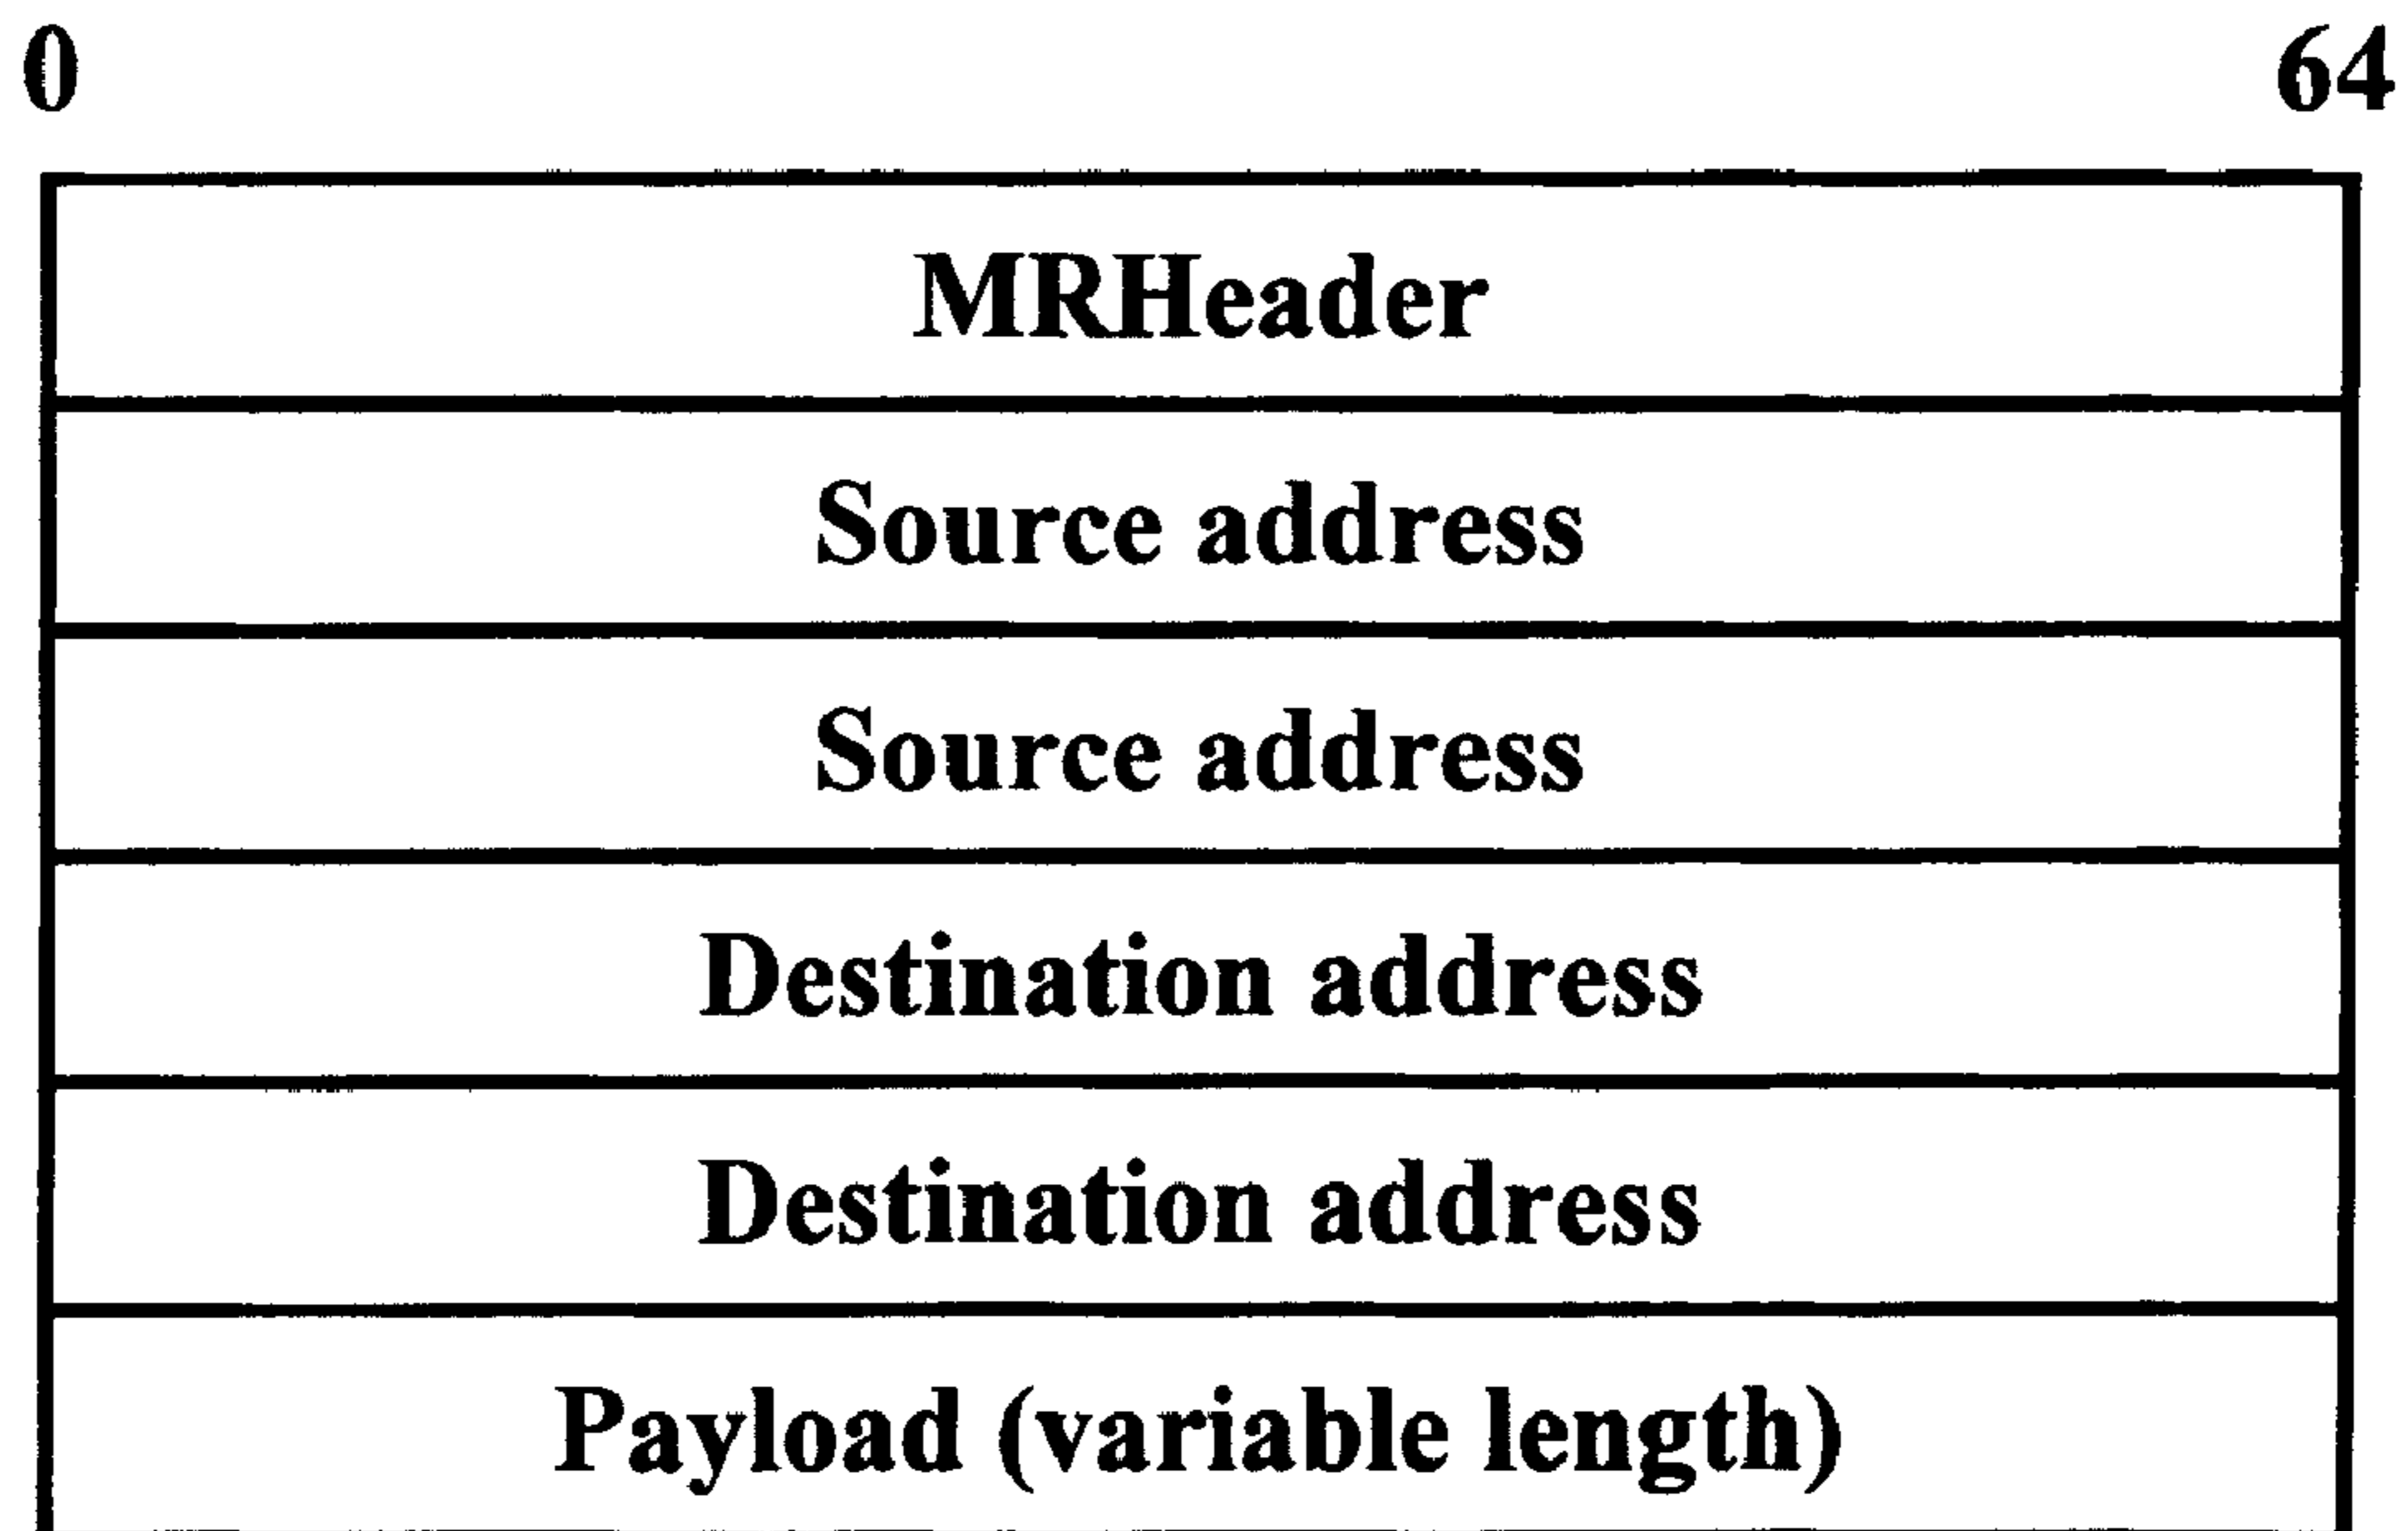 0 64
MRHeader
Source address
Source address
Destination address
Destination address
Payload (variable length)